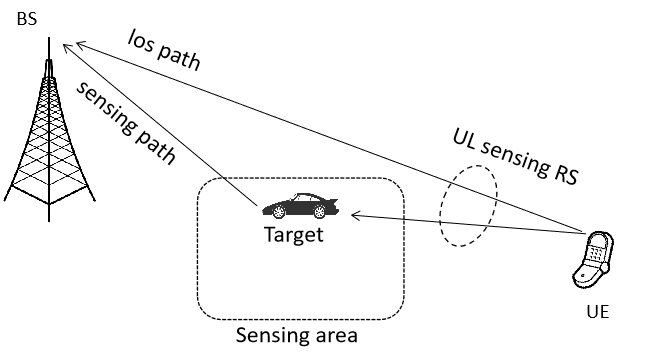 BS
los path
sensing path
UL sensing RS
Target
UE
Sensing area